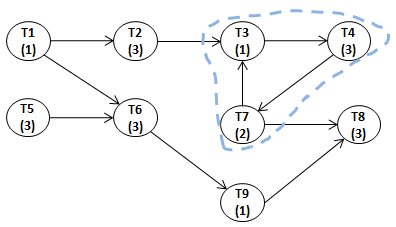 T1
(1)
T2
(3)
T3
(1)
T4
(3)
T5
(3)
T6
(3)
T7
(2)
T8
(3)
T9
(1)